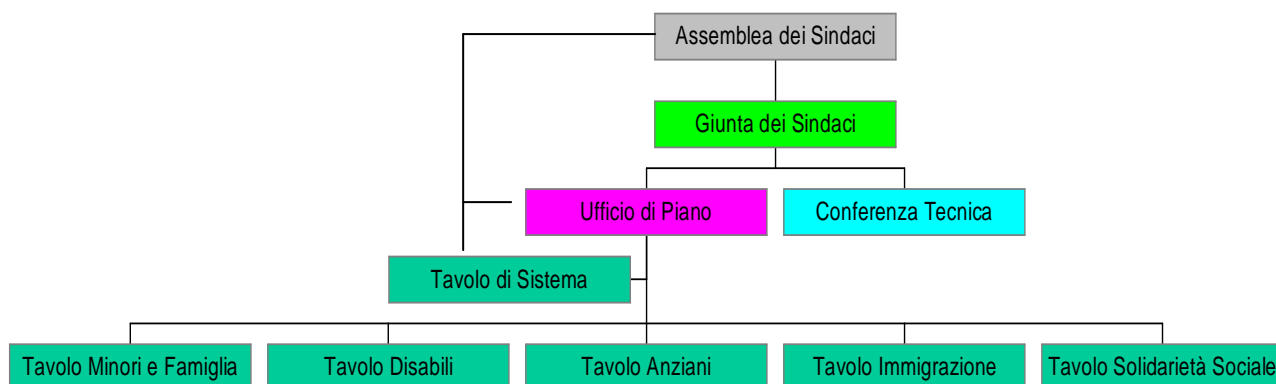 Assemblea dei Sindaci
Giunta dei Sindaci
Ufficio di Piano
Conferenza Tecnica
Tavolo di Sistema
Tavolo Minori e Famiglia
Tavolo Disabili
Tavolo Anziani
Tavolo Immigrazione
Tavolo Solidarietà Sociale